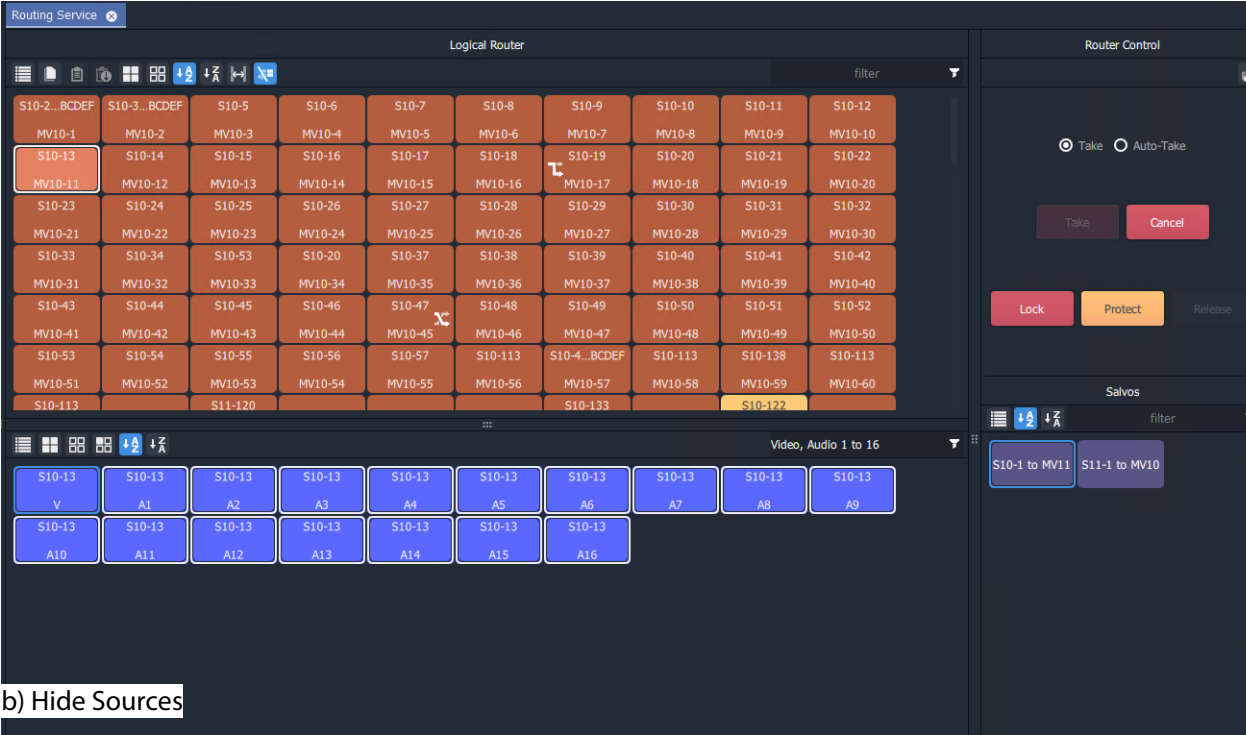 Routing Service
Logical Router
filter
S10-2...BCDEF S10-3...BCDEF S10-5 S10-6 S10-7 S10-8 S10-9 S10-10 S10-11 S10-12
MV10-1 MV10-2 MV10-3 MV10-4 MV10-5 MV10-6 MV10-7 MV10-8 MV10-9 MV10-10
S10-13 S10-14 S10-15 S10-16 S10-17 S10-18 S10-19 S10-20 S10-21 S10-22
MV10-11 MV10-12 MV10-13 MV10-14 MV10-15 MV10-16 MV10-17 MV10-18 MV10-19 MV10-20
S10-23 S10-24 S10-25 S10-26 S10-27 S10-28 S10-29 S10-30 S10-31 S10-32
MV10-21 MV10-22 MV10-23 MV10-24 MV10-25 MV10-26 MV10-27 MV10-28 MV10-29 MV10-30
S10-33 S10-34 S10-53 S10-20 S10-37 S10-38 S10-39 S10-40 S10-41 S10-42
MV10-31 MV10-32 MV10-33 MV10-34 MV10-35 MV10-36 MV10-37 MV10-38 MV10-39 MV10-40
S10-43 S10-44 S10-45 S10-46 S10-47 S10-48 S10-49 S10-50 S10-51 S10-52
MV10-41 MV10-42 MV10-43 MV10-44 MV10-45 MV10-46 MV10-47 MV10-48 MV10-49 MV10-50
S10-53 S10-54 S10-55 S10-56 S10-57 S10-113 S10-4...BCDEF S10-113 S10-138 S10-113
MV10-51 MV10-52 MV10-53 MV10-54 MV10-55 MV10-56 MV10-57 MV10-58 MV10-59 MV10-60
S10-113 S11-120 S10-133 S10-122
Video, Audio 1 to 16
S10-13 S10-13 S10-13 S10-13 S10-13 S10-13 S10-13 S10-13 S10-13 S10-13
V A1 A2 A3 A4 A5 A6 A7 A8 A9
S10-13 S10-13 S10-13 S10-13 S10-13 S10-13 S10-13
A10 A11 A12 A13 A14 A15 A16
Router Control
Take Auto-Take
Take Cancel
Lock Protect Release
Salvos
filter
S10-1 to MV11 S11-1 to MV10
b) Hide Sources